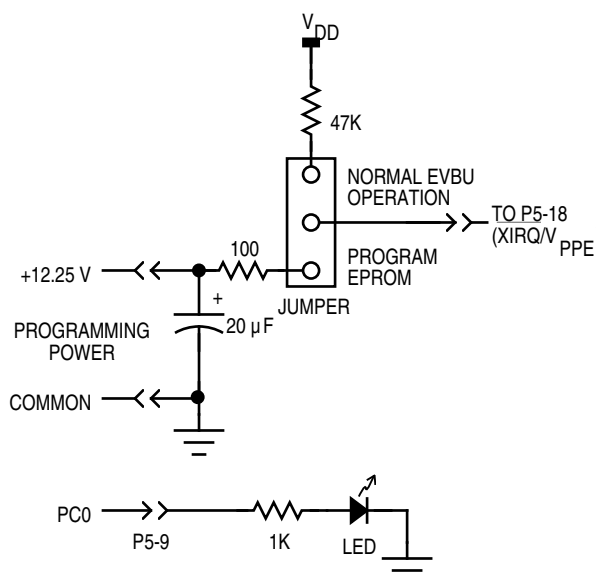 V DD
47K
NORMAL EVBU
OPERATION
TO P5-18
(XIRQ/V PPE
PROGRAM
EPROM
100
+12.25 V
JUMPER
+
20 µF
PROGRAMMING
POWER
COMMON
PC0
P5-9
1K
LED